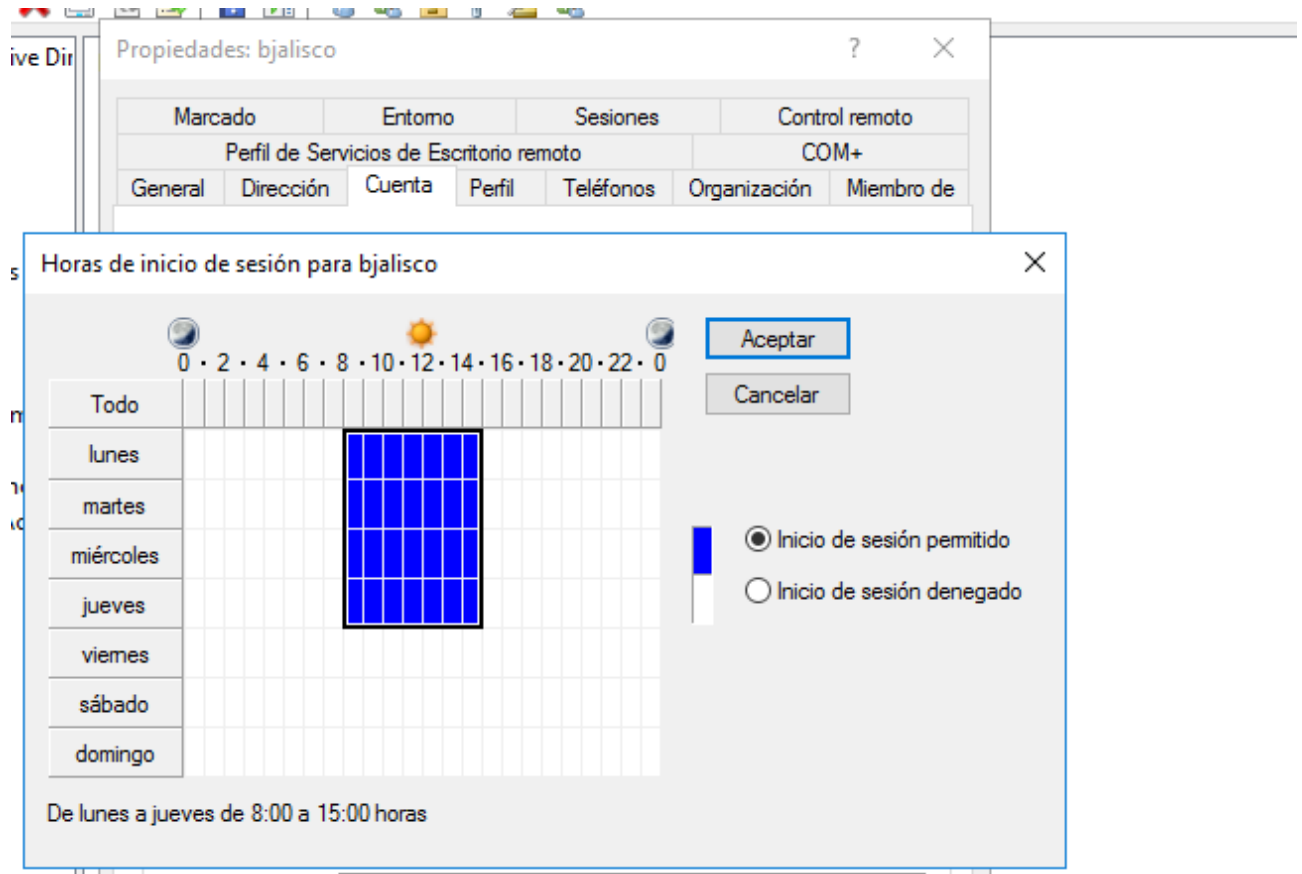 ive Dir
Propiedades: bjalisco ?
Marcado Entorno Sesiones Control remoto
Perfil de Servicios de Escritorio remoto COM+
General Dirección Cuenta Perfil Teléfonos Organización Miembro de
s
Horas de inicio de sesión para bjalisco
0 · 2 · 4 · 6 · 8 · 10 · 12 · 14 · 16 · 18 · 20 · 22 · 0
Aceptar
Cancelar
Todo
lunes
martes
miércoles
jueves
viernes
sábado
domingo
Inicio de sesión permitido
Inicio de sesión denegado
De lunes a jueves de 8:00 a 15:00 horas